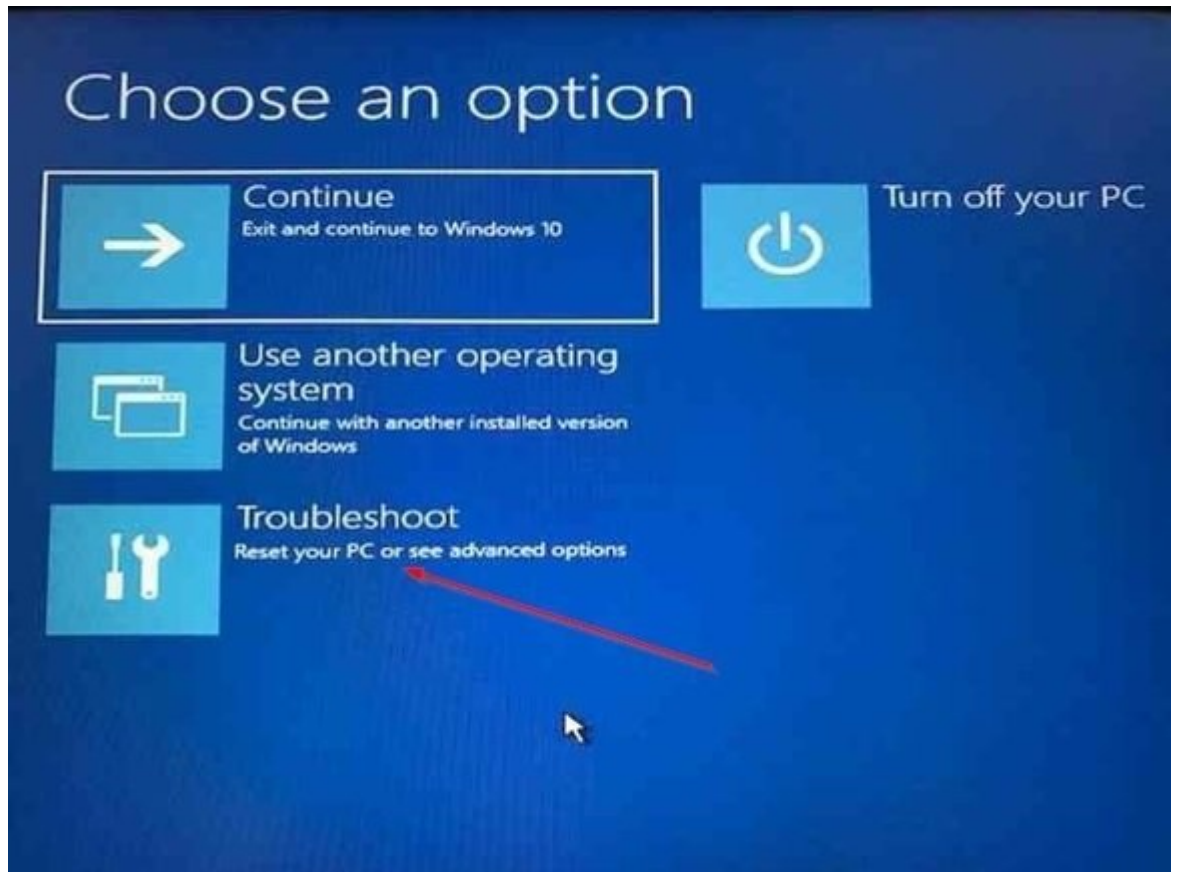 Choose an option
Continue
Exit and continue to Windows 10
Turn off your PC
Use another operating
system
Continue with another installed version
of Windows
Troubleshoot
Reset your PC or see advanced options